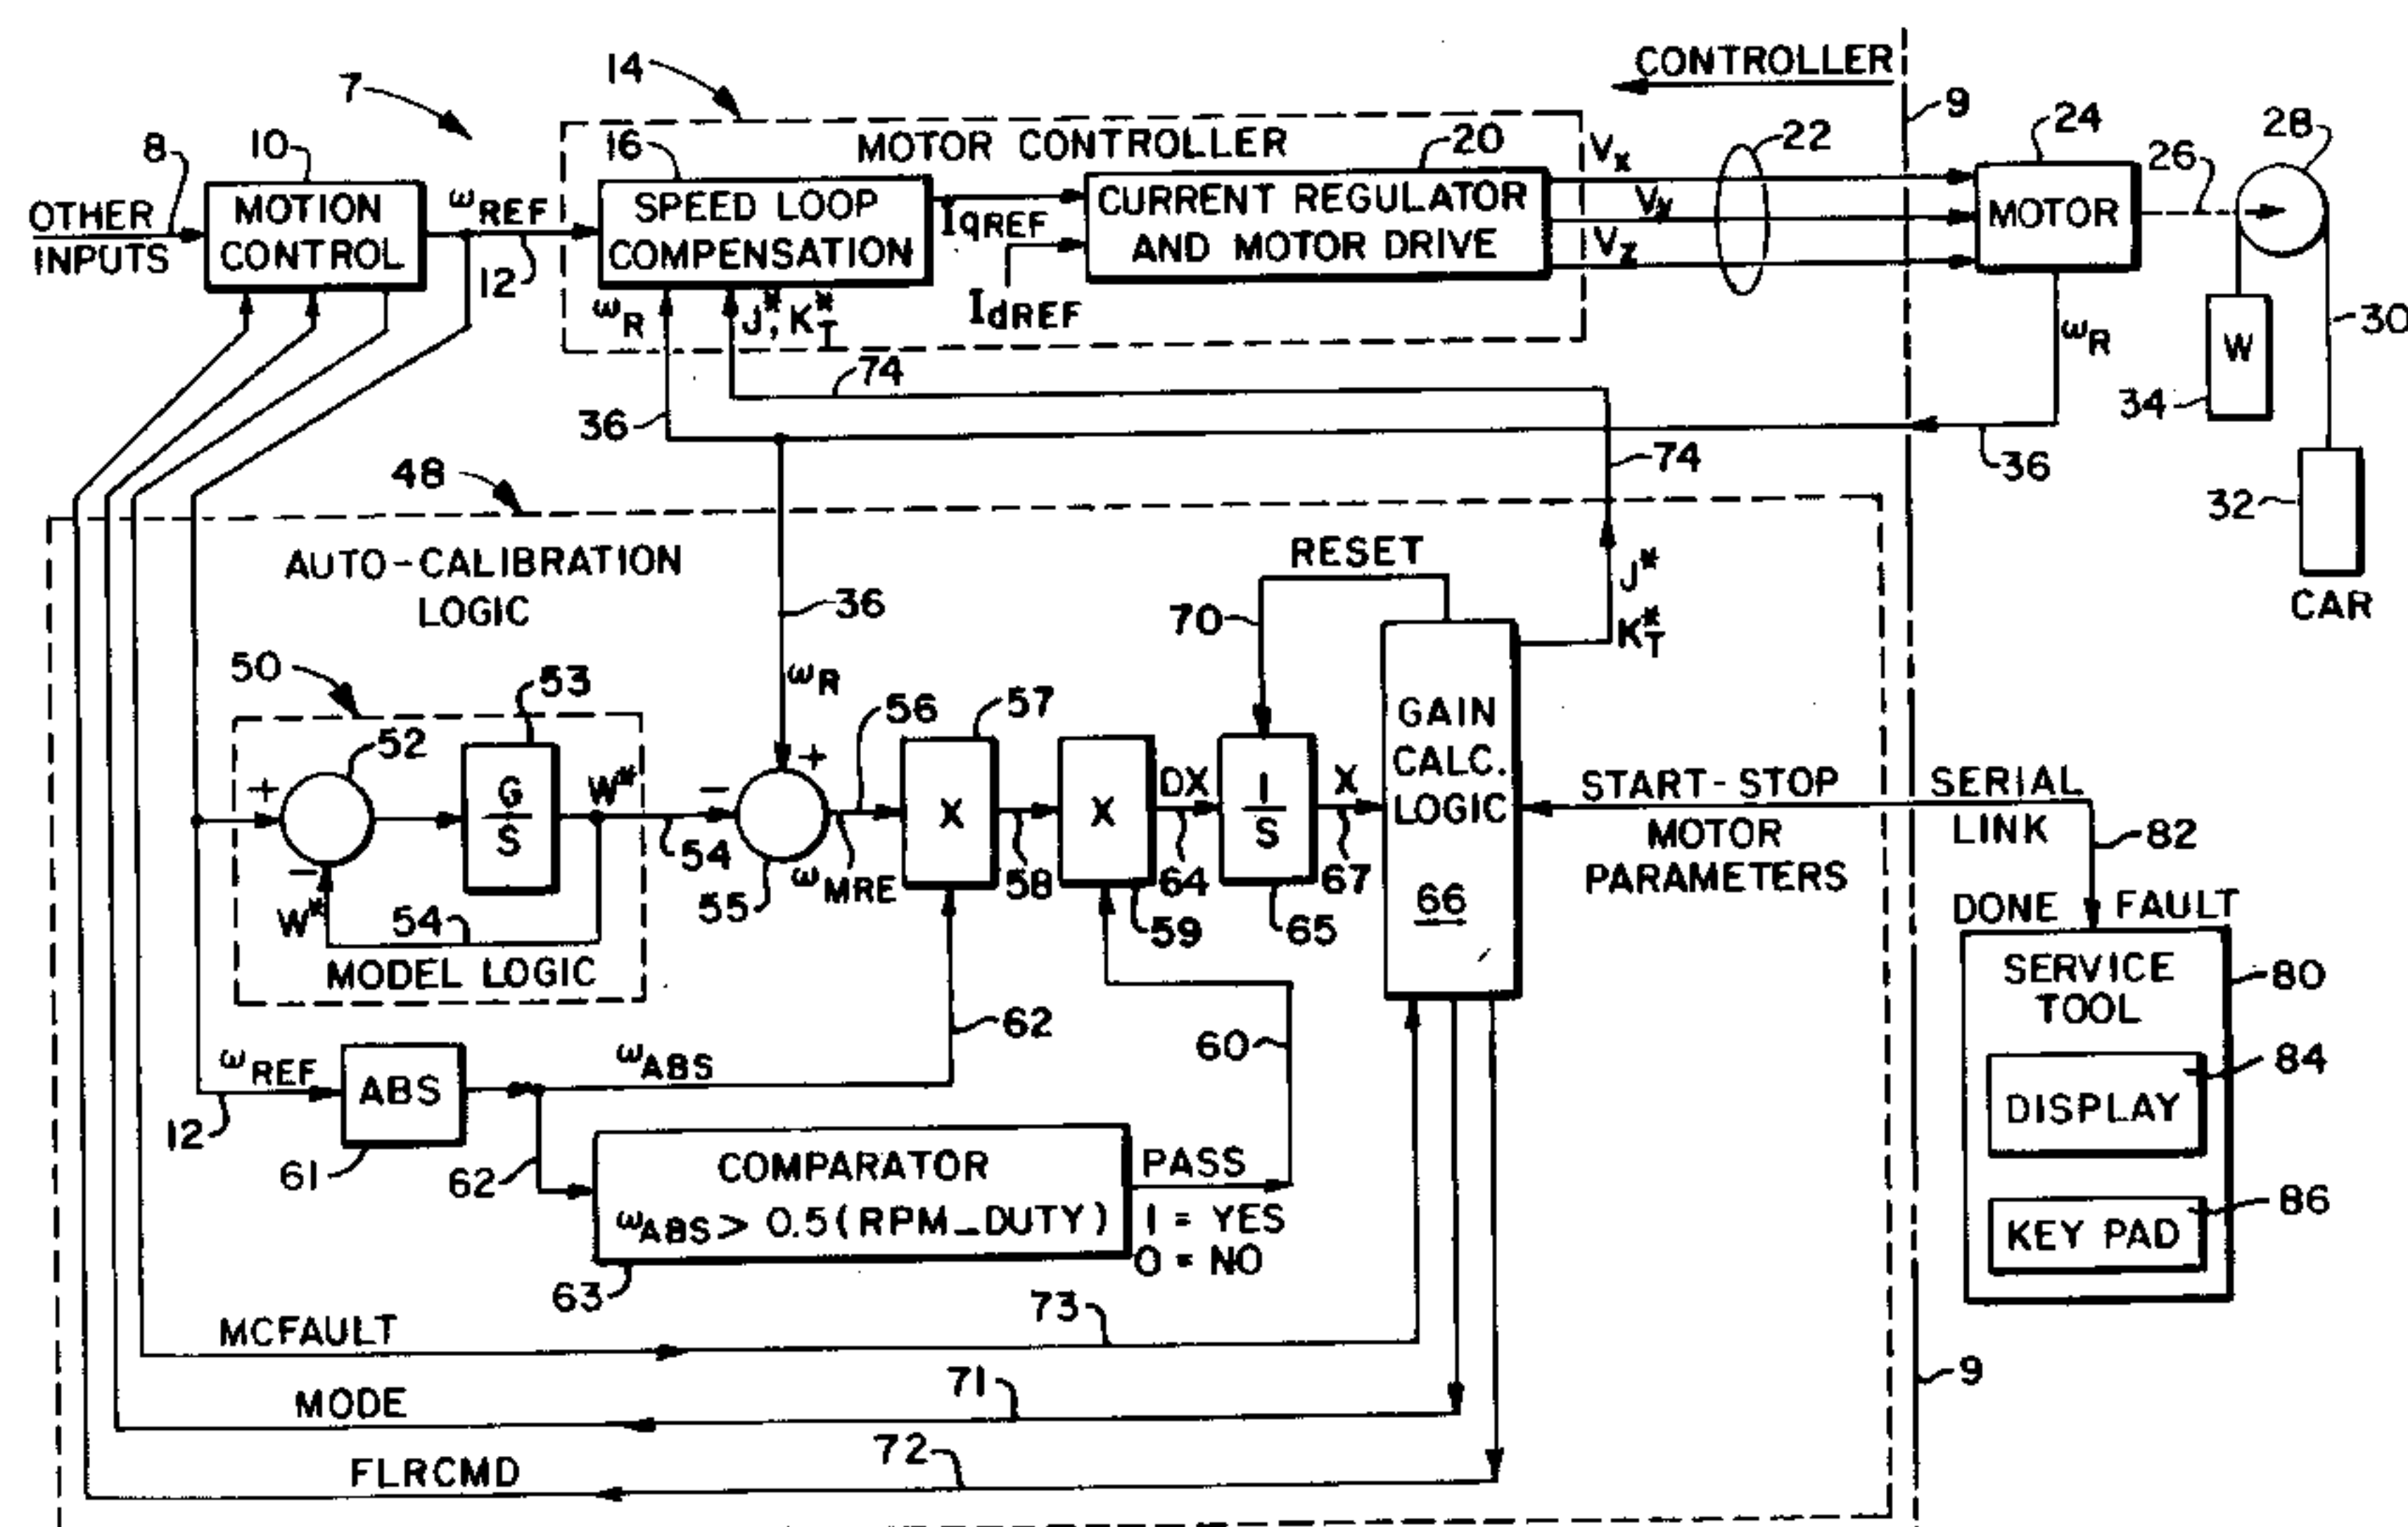 CONTROLLER
7
14
9
8
10
16
MOTOR CONTROLLER
20
Vx
22
24
28
OTHER INPUTS
MOTION CONTROL
ωREF
12
SPEED LOOP COMPENSATION
IqREF
IdREF
CURRENT REGULATOR AND MOTOR DRIVE
Vy
Vz
MOTOR
26
ωR
J*, K*T
ωR
30
W
34
74
36
74
36
32
CAR
48
AUTO-CALIBRATION LOGIC
RESET
J*
K*T
36
70
50
53
ωR
52
+
G
S
W*
−
+
56
57
−
W*
54
54
55
ωMRE
X
58
X
59
DX
64
1
S
65
X
67
GAIN CALC. LOGIC
66
START-STOP
MOTOR PARAMETERS
SERIAL LINK
82
DONE
FAULT
MODEL LOGIC
SERVICE TOOL
80
62
60
ωREF
12
ABS
61
ωABS
DISPLAY
84
62
COMPARATOR
ωABS > 0.5(RPM_DUTY)
63
PASS
1 = YES
0 = NO
KEY PAD
86
MCFAULT
73
9
MODE
71
FLRCMD
72